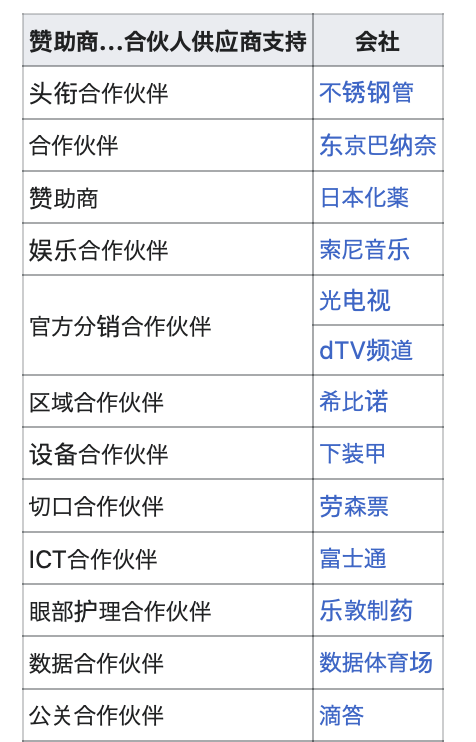 赞助商...合伙人供应商支持 会社
头衔合作伙伴 不锈钢管
合作伙伴 东京巴纳奈
赞助商 日本化薬
娱乐合作伙伴 索尼音乐
官方分销合作伙伴 光电视
dTV频道
区域合作伙伴 希比诺
设备合作伙伴 下装甲
切口合作伙伴 劳森票
ICT合作伙伴 富士通
眼部护理合作伙伴 乐敦制药
数据合作伙伴 数据体育场
公关合作伙伴 滴答